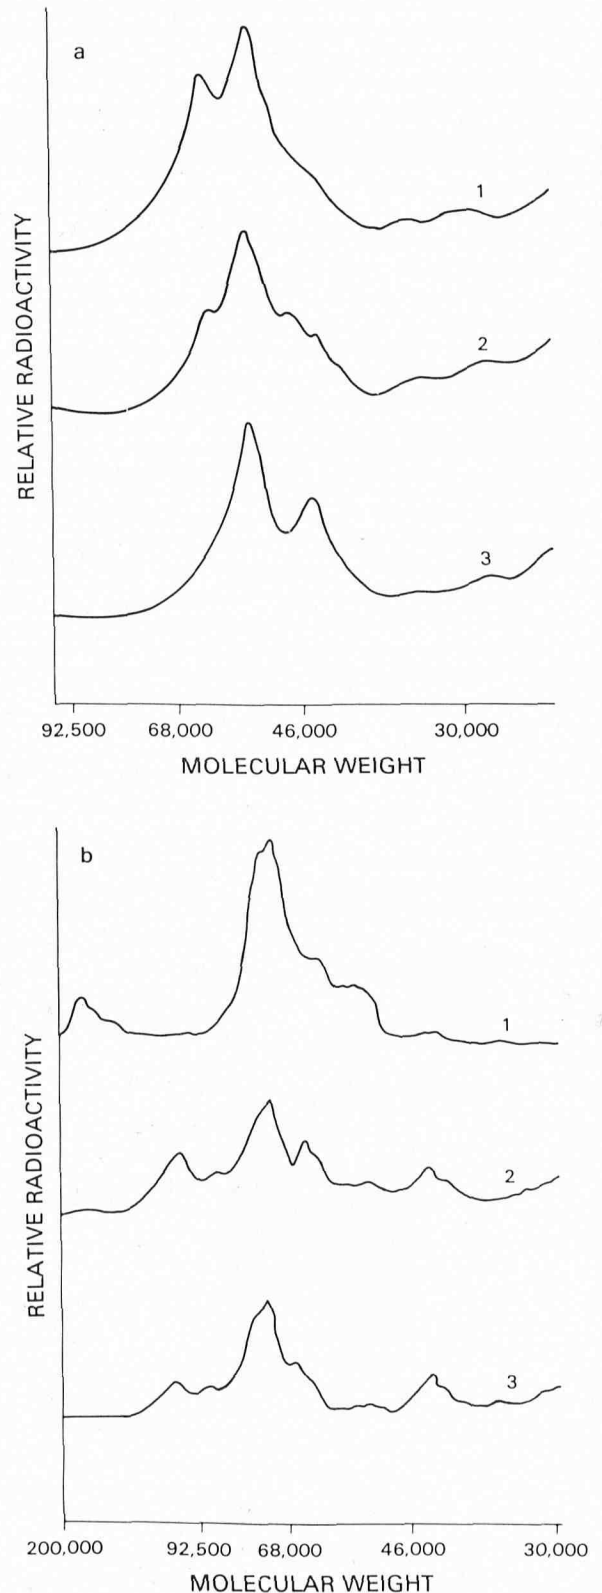 a
1
2
3
RELATIVE RADIOACTIVITY
92,500 68,000 46,000 30,000
MOLECULAR WEIGHT
b
1
2
3
RELATIVE RADIOACTIVITY
200,000 92,500 68,000 46,000 30,000
MOLECULAR WEIGHT